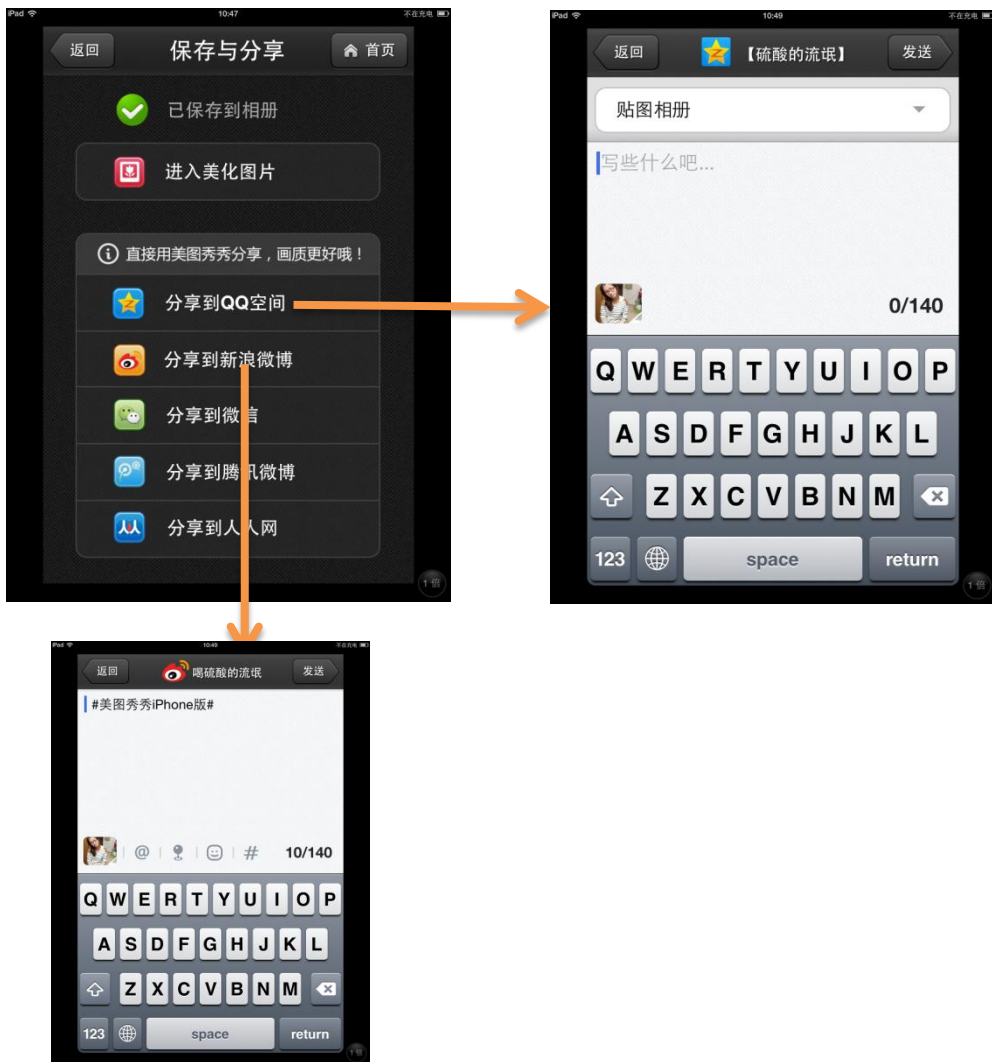 iPad 10:47 不在充电
返回 保存与分享 首页
已保存到相册
进入美化图片
直接用美图秀秀分享，画质更好哦！
分享到QQ空间
分享到新浪微博
分享到微信
分享到腾讯微博
分享到人人网
1倍
iPad 10:49 不在充电
返回 【硫酸的流氓】 发送
贴图相册
写些什么吧...
0/140
Q W E R T Y U I O P
A S D F G H J K L
Z X C V B N M
123 space return
1倍
iPad 10:49 不在充电
返回 喝硫酸的流氓 发送
#美图秀秀iPhone版#
@ # 10/140
Q W E R T Y U I O P
A S D F G H J K L
Z X C V B N M
123 space return
1倍